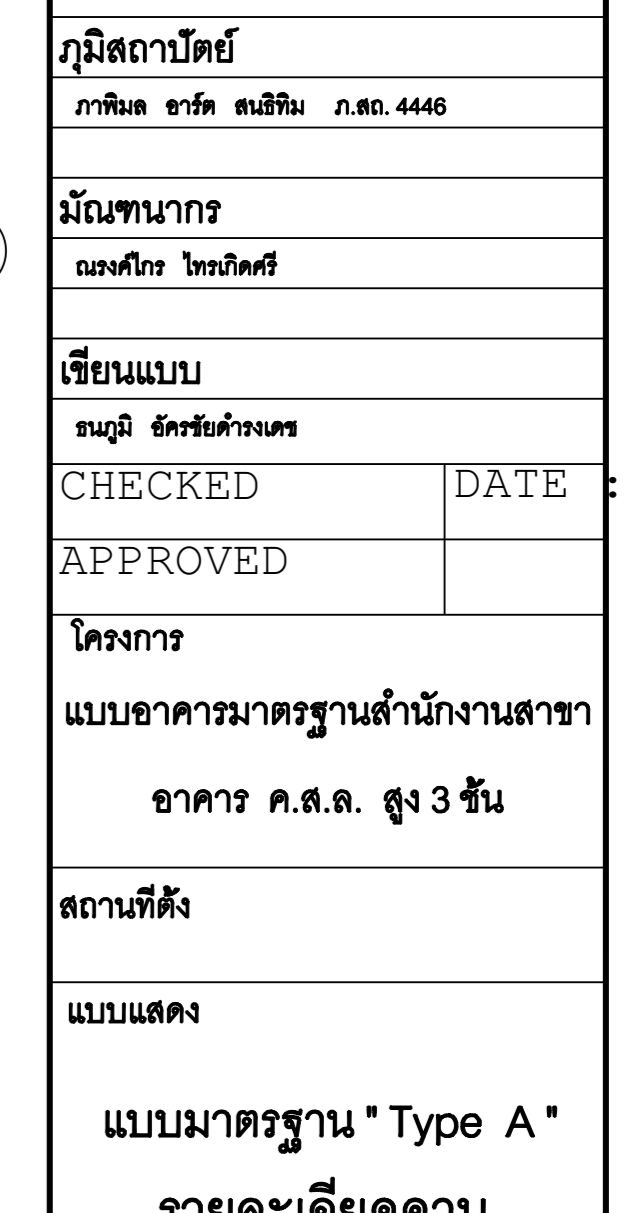 ภูมิสถาปัตย์
ภาพิมล อาร์ต สนธิทิม ภ.สถ. 4446
มัณฑนากร
ณรงค์ไกร ไทรเกิดศรี
เขียนแบบ
ธนภูมิ อัครชัยดำรงเดช
CHECKED DATE :
APPROVED
โครงการ
แบบอาคารมาตรฐานสำนักงานสาขา
อาคาร ค.ส.ล. สูง 3 ชั้น
สถานที่ตั้ง
แบบแสดง
แบบมาตรฐาน " Type A "